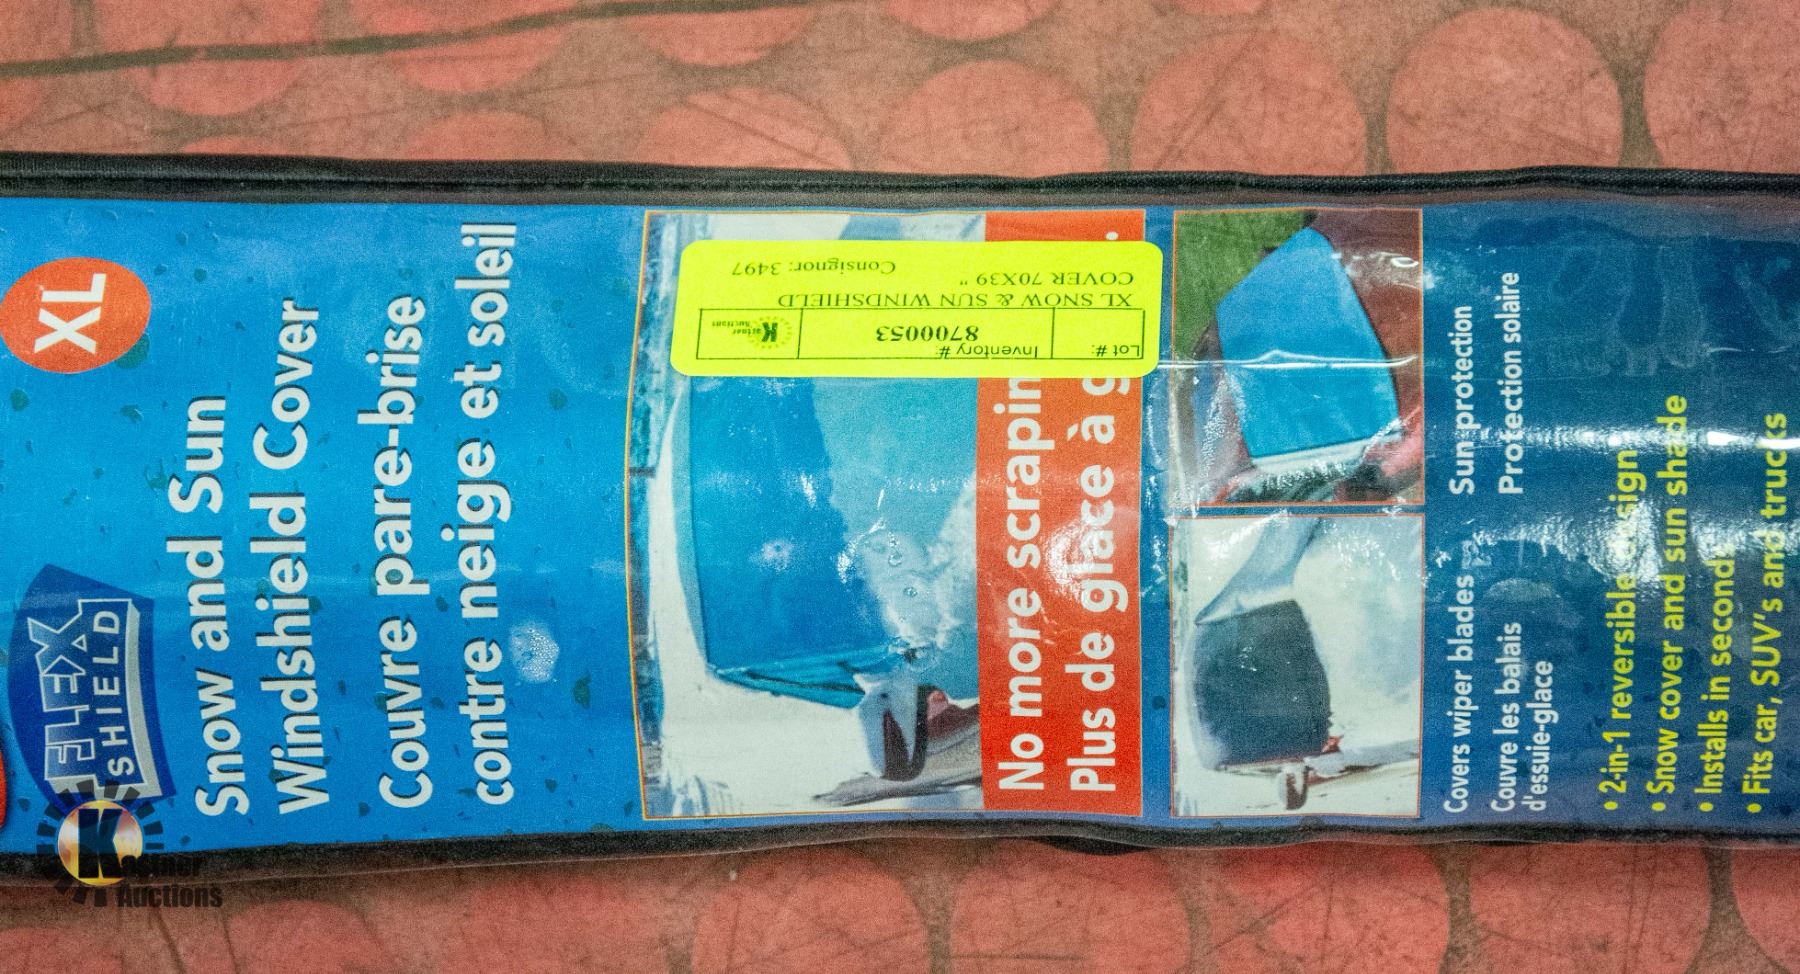 XL
FLEX
SHIELD
Snow and Sun
Windshield Cover
Couvre pare-brise
contre neige et soleil
Lot #:
Inventory #:
8700053
Kastner
Auctions
XL SNOW & SUN WINDSHIELD
COVER 70X39 "
Consignor: 3497
No more
Plus de glace à
Covers wiper blades
Couvre les balais
d'essuie-glace
Sun protection
Protection solaire
• 2-in-1 reversible design
• Snow cover and sun shade
• Installs in seconds
• Fits car, SUV's and trucks
Kastner
Auctions